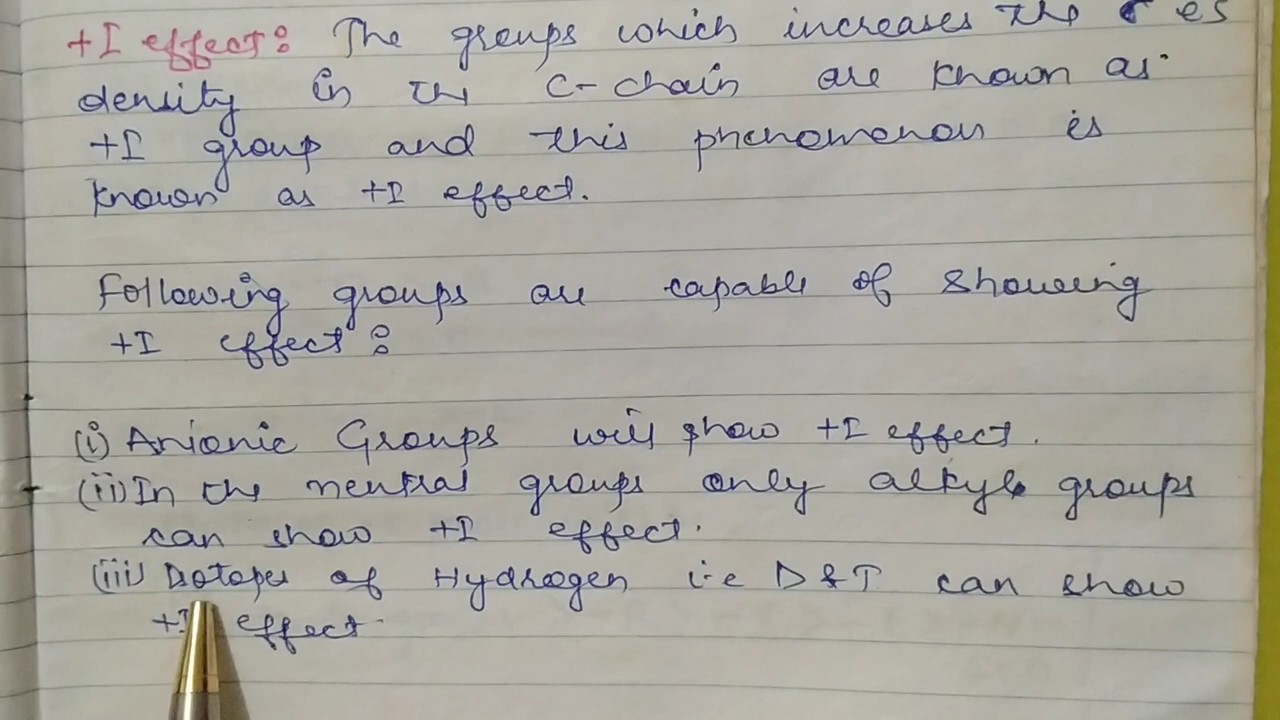 +I effect: The groups which increases the es
density in the C-chain are known as
+I group and this phenomenon is
known as +I effect.
Following groups are capable of showing
+I effect:
(i) Anionic Groups will show +I effect.
(ii) In the neutral groups only alkyl groups
can show +I effect.
(iii) Isotopes of Hydrogen i.e D & T can show
+I effect.